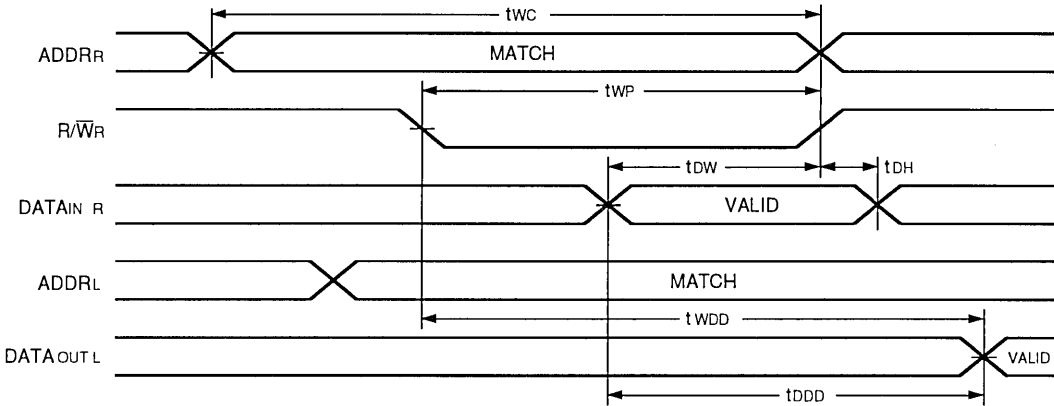 tWC
ADDRR MATCH
tWP
R/W̅R
tDW tDH
DATAIN R VALID
ADDRL MATCH
tWDD
DATAOUT L VALID
tDDD